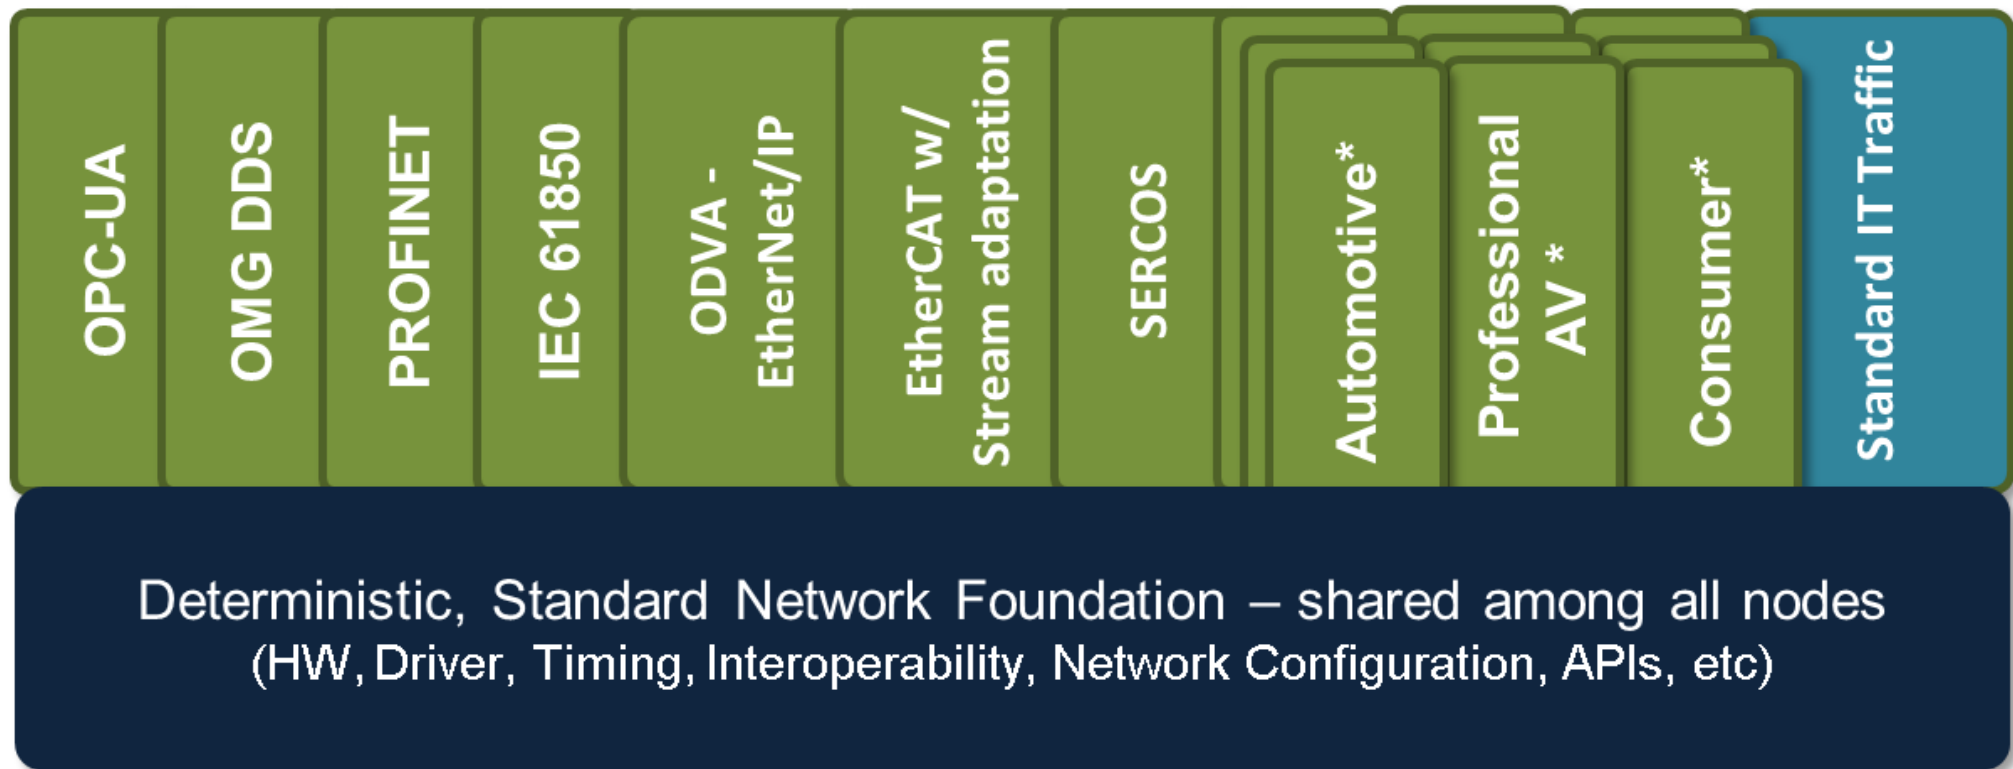 OPC-UA
OMG DDS
PROFINET
IEC 61850
ODVA -
EtherNet/IP
EtherCAT w/
Stream adaptation
SERCOS
Automotive*
Professional
AV *
Consumer*
Standard IT Traffic
Deterministic, Standard Network Foundation – shared among all nodes
(HW, Driver, Timing, Interoperability, Network Configuration, APIs, etc)